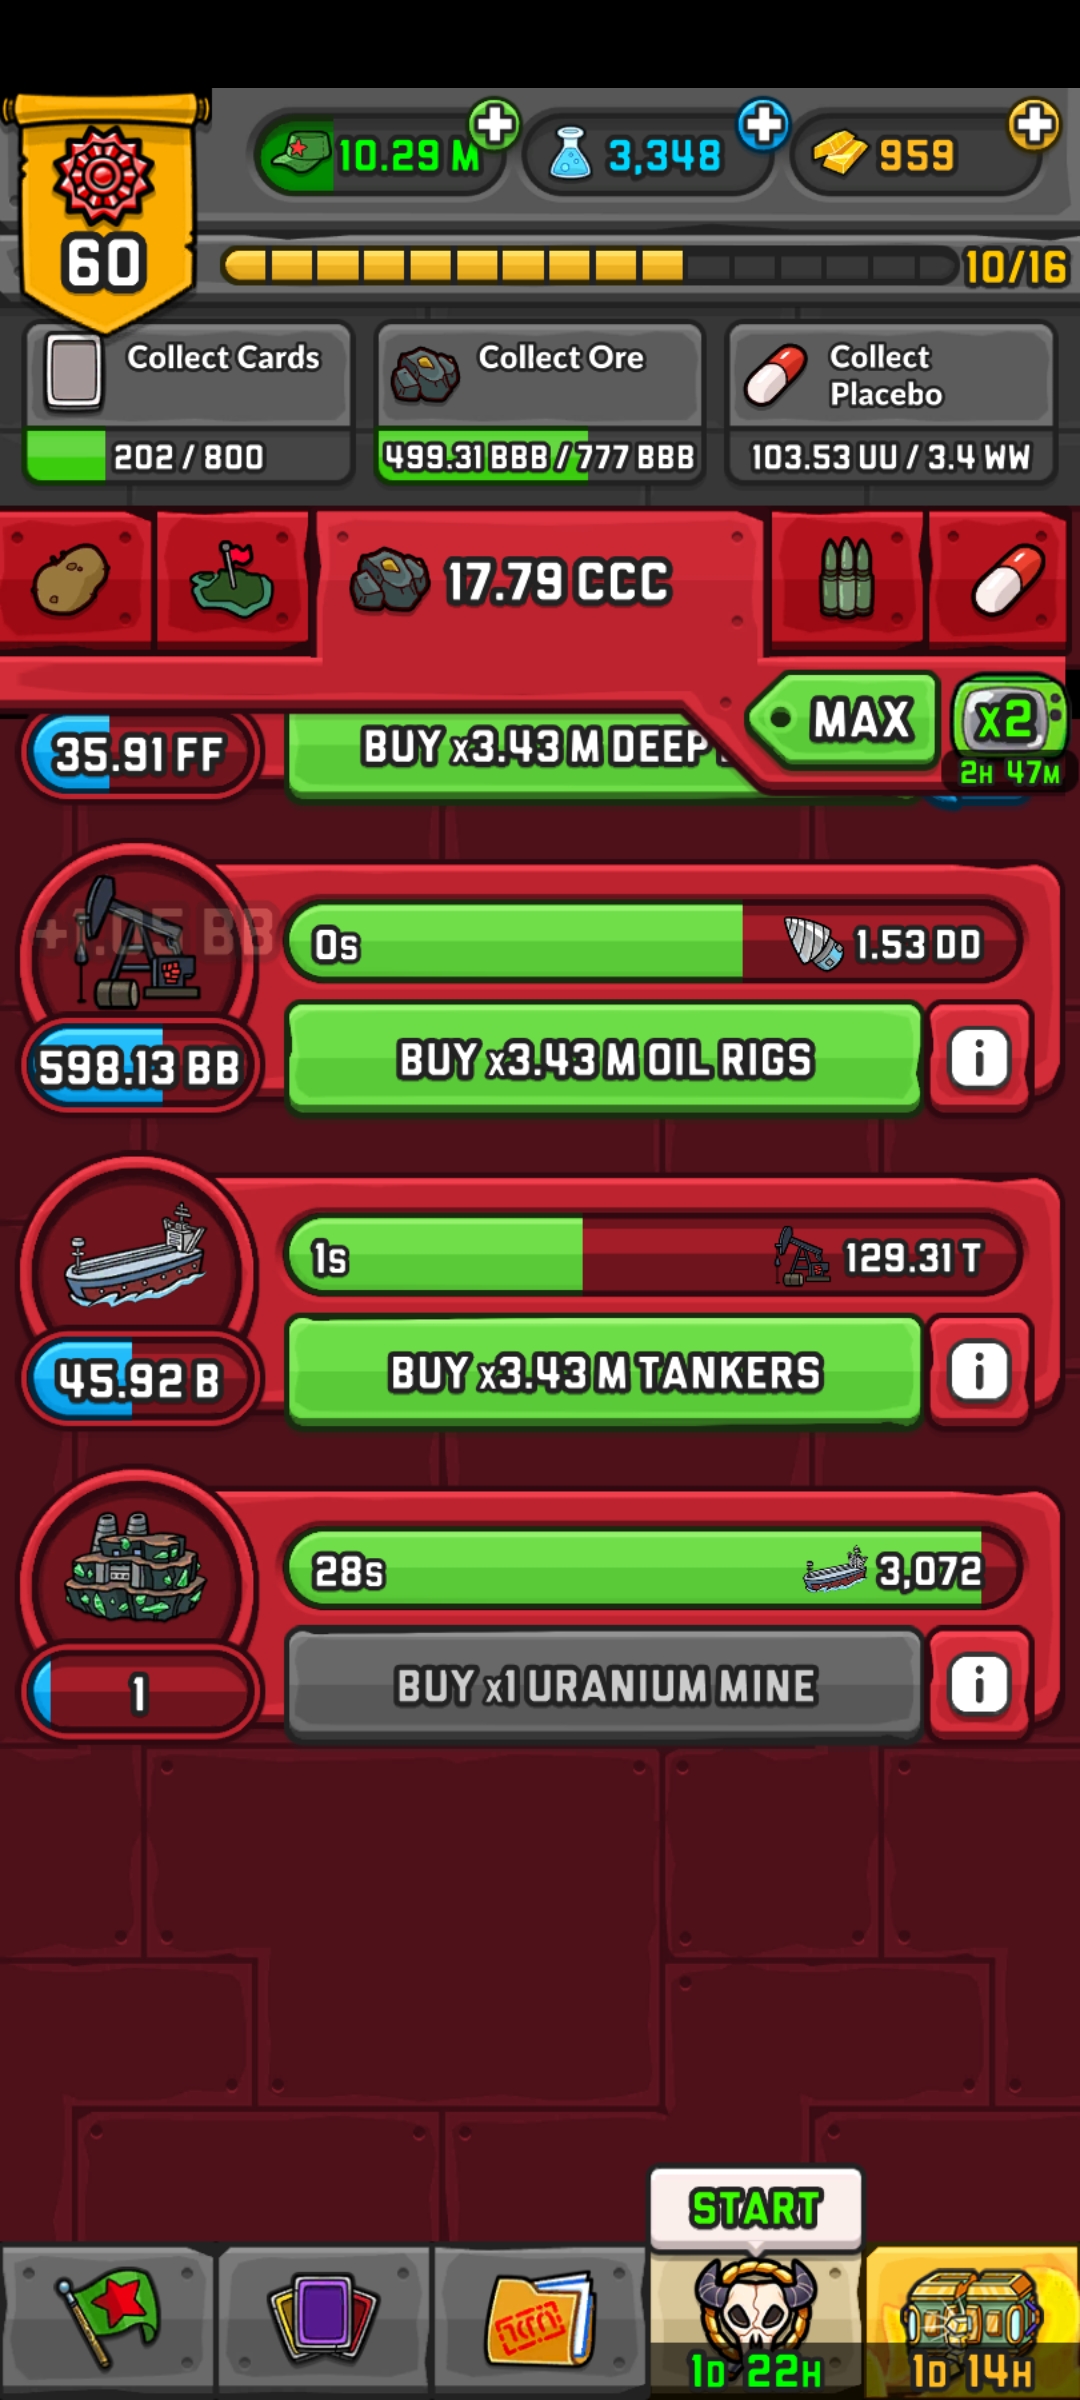 10.29 M
3,348
959
60
10/16
Collect Cards
202 / 800
Collect Ore
499.31 BBB / 777 BBB
Collect
Placebo
103.53 UU / 3.4 WW
17.79 CCC
MAX
x2
2H 47M
35.91 FF
BUY x3.43 M DEEP
+1.05 BB
0s
1.53 DD
598.13 BB
BUY x3.43 M OIL RIGS
i
1s
129.31 T
45.92 B
BUY x3.43 M TANKERS
i
28s
3,072
1
BUY x1 URANIUM MINE
i
START
1D 22H
1D 14H